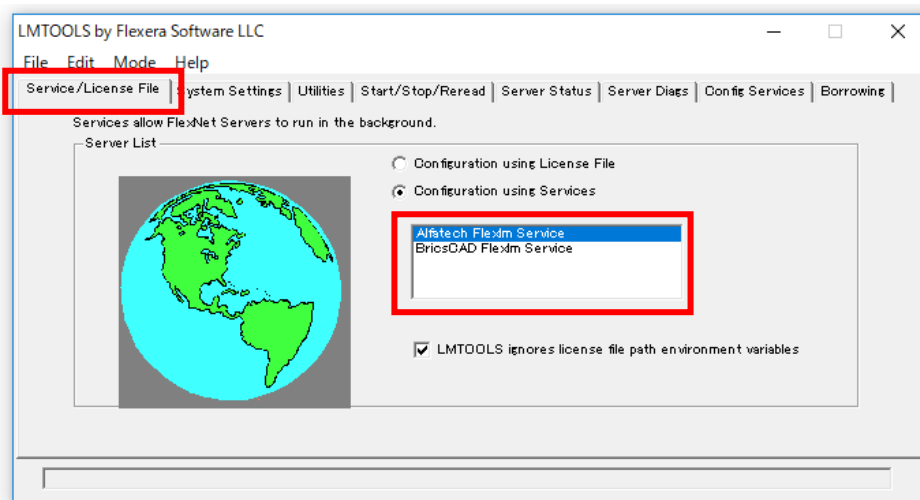 LMTOOLS by Flexera Software LLC
File Edit Mode Help
Service/License File System Settings Utilities Start/Stop/Reread Server Status Server Diags Config Services Borrowing
Services allow FlexNet Servers to run in the background.
Server List
Configuration using License File
Configuration using Services
Alfatech Flexlm Service
BricsCAD Flexlm Service
LMTOOLS ignores license file path environment variables